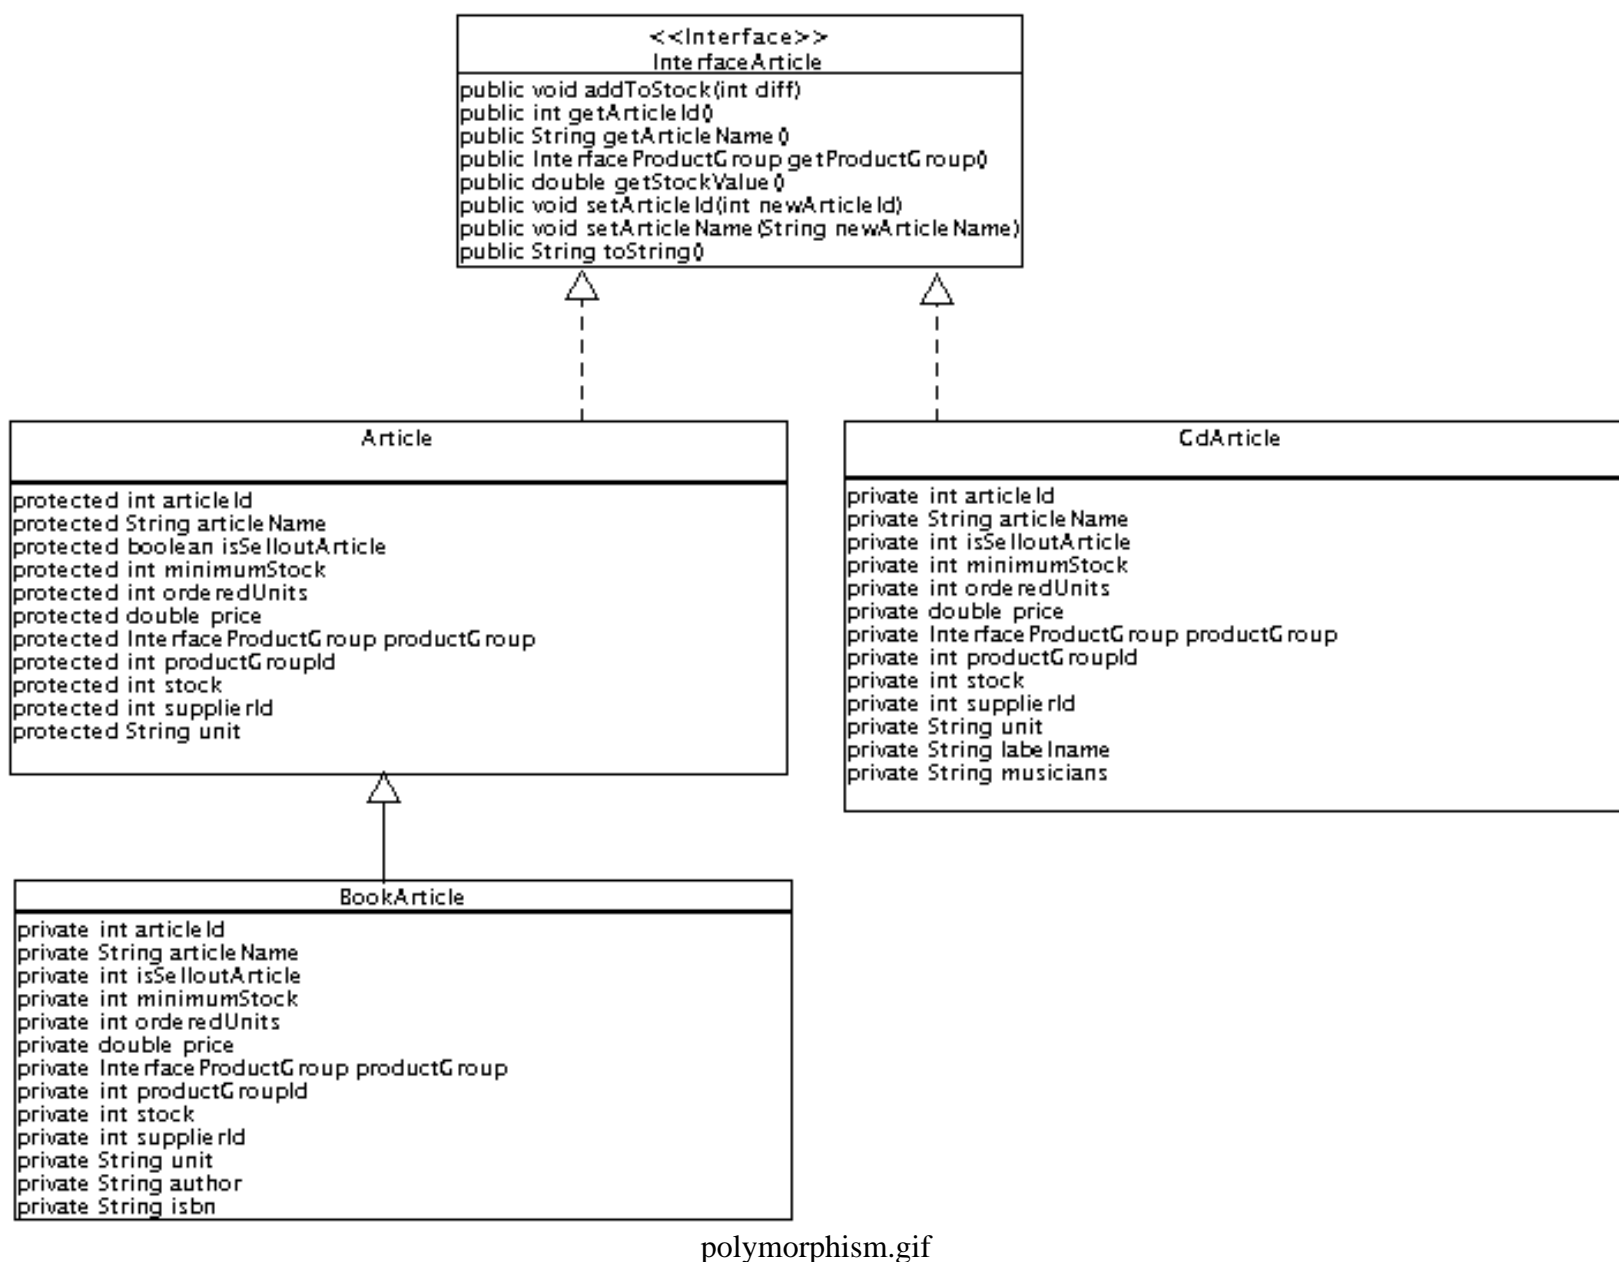 <<Interface>>
InterfaceArticle
public void addToStock(int diff)
public int getArticleId()
public String getArticleName()
public InterfaceProductGroup getProductGroup()
public double getStockValue()
public void setArticleId(int newArticleId)
public void setArticleName(String newArticleName)
public String toString()
Article
protected int articleId
protected String articleName
protected boolean isSelloutArticle
protected int minimumStock
protected int orderedUnits
protected double price
protected InterfaceProductGroup productGroup
protected int productGroupId
protected int stock
protected int supplierId
protected String unit
CdArticle
private int articleId
private String articleName
private int isSelloutArticle
private int minimumStock
private int orderedUnits
private double price
private InterfaceProductGroup productGroup
private int productGroupId
private int stock
private int supplierId
private String unit
private String labelname
private String musicians
BookArticle
private int articleId
private String articleName
private int isSelloutArticle
private int minimumStock
private int orderedUnits
private double price
private InterfaceProductGroup productGroup
private int productGroupId
private int stock
private int supplierId
private String unit
private String author
private String isbn
polymorphism.gif